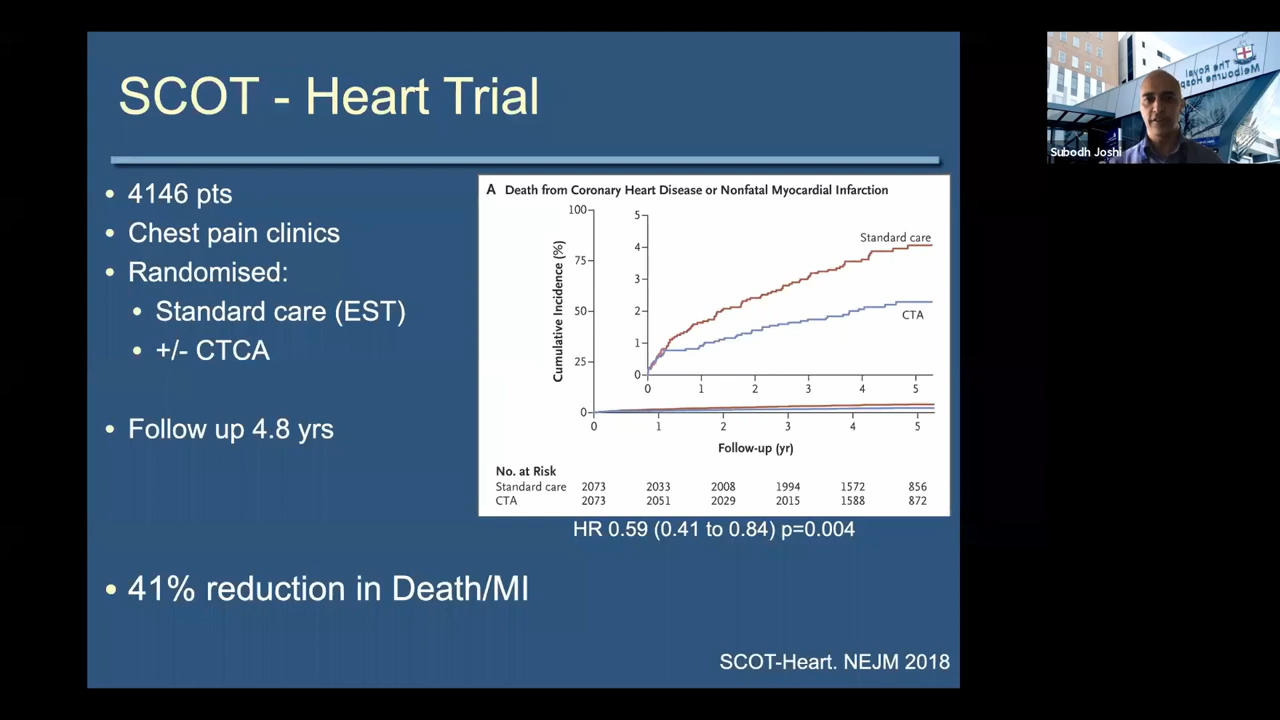 SCOT - Heart Trial
• 4146 pts
• Chest pain clinics
• Randomised:
• Standard care (EST)
• +/- CTCA
• Follow up 4.8 yrs
• 41% reduction in Death/MI
A Death from Coronary Heart Disease or Nonfatal Myocardial Infarction
Cumulative Incidence (%)
100
75
50
25
0
5
4
3
2
1
0
Standard care
CTA
0 1 2 3 4 5
0 1 2 3 4 5
Follow-up (yr)
No. at Risk
Standard care 2073 2033 2008 1994 1572 856
CTA 2073 2051 2029 2015 1588 872
HR 0.59 (0.41 to 0.84) p=0.004
SCOT-Heart. NEJM 2018
The Royal
Melbourne Hosp
Subodh Joshi